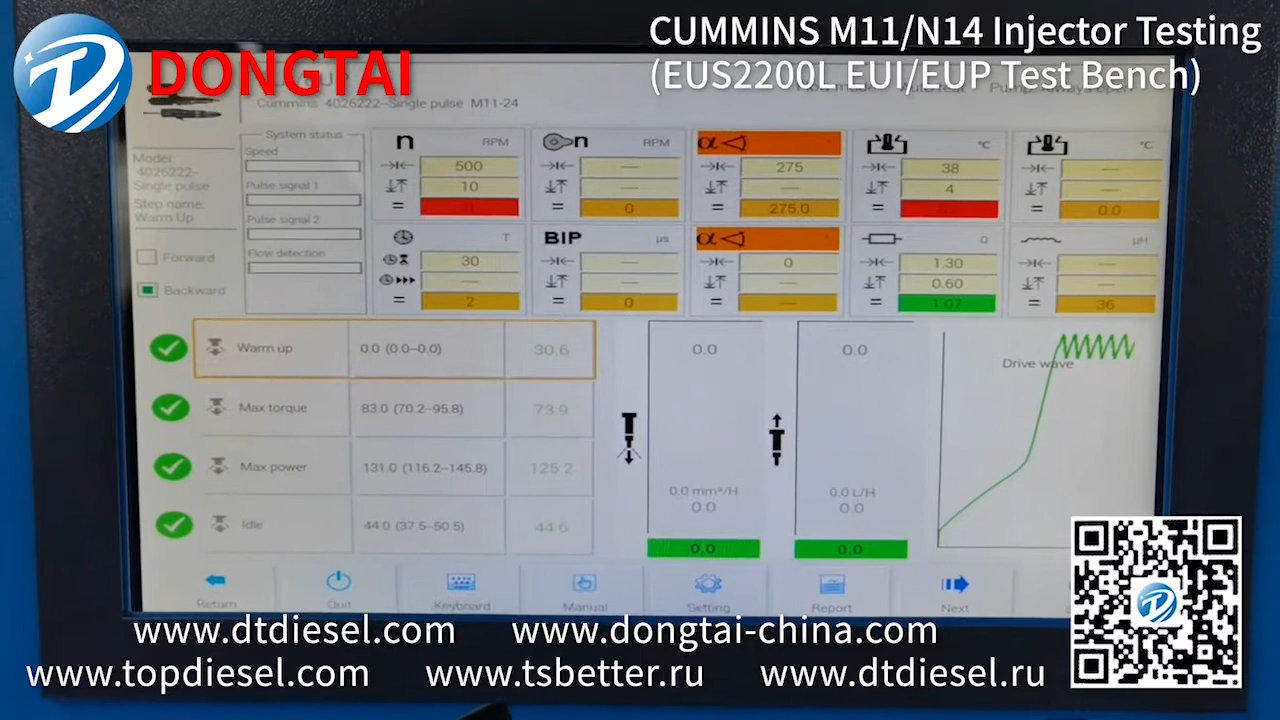 DONGTAI
CUMMINS M11/N14 Injector Testing
(EUS2200L EUI/EUP Test Bench)
Cummins 4026222--Single pulse M11-24
Model:
4026222--
Single pulse
Step name:
Warm Up
Forward
Backward
System status
Speed
Pulse signal 1
Pulse signal 2
Flow detection
n RPM
500
10
n RPM
0
α
275
275.0
℃
38
4
℃
0.0
T
30
2
BIP μs
0
α
0
Ω
1.30
0.60
1.07
μH
36
Warm up 0.0 (0.0--0.0) 30.6
Max torque 83.0 (70.2--95.8) 73.9
Max power 131.0 (116.2--145.8) 125.2
Idle 44.0 (37.5--50.5) 44.6
0.0
0.0 mm³/H
0.0
0.0
0.0
0.0 L/H
0.0
0.0
Drive wave
Return Quit Keyboard Manual Setting Report Next
www.dtdiesel.com www.dongtai-china.com
www.topdiesel.com www.tsbetter.ru www.dtdiesel.ru